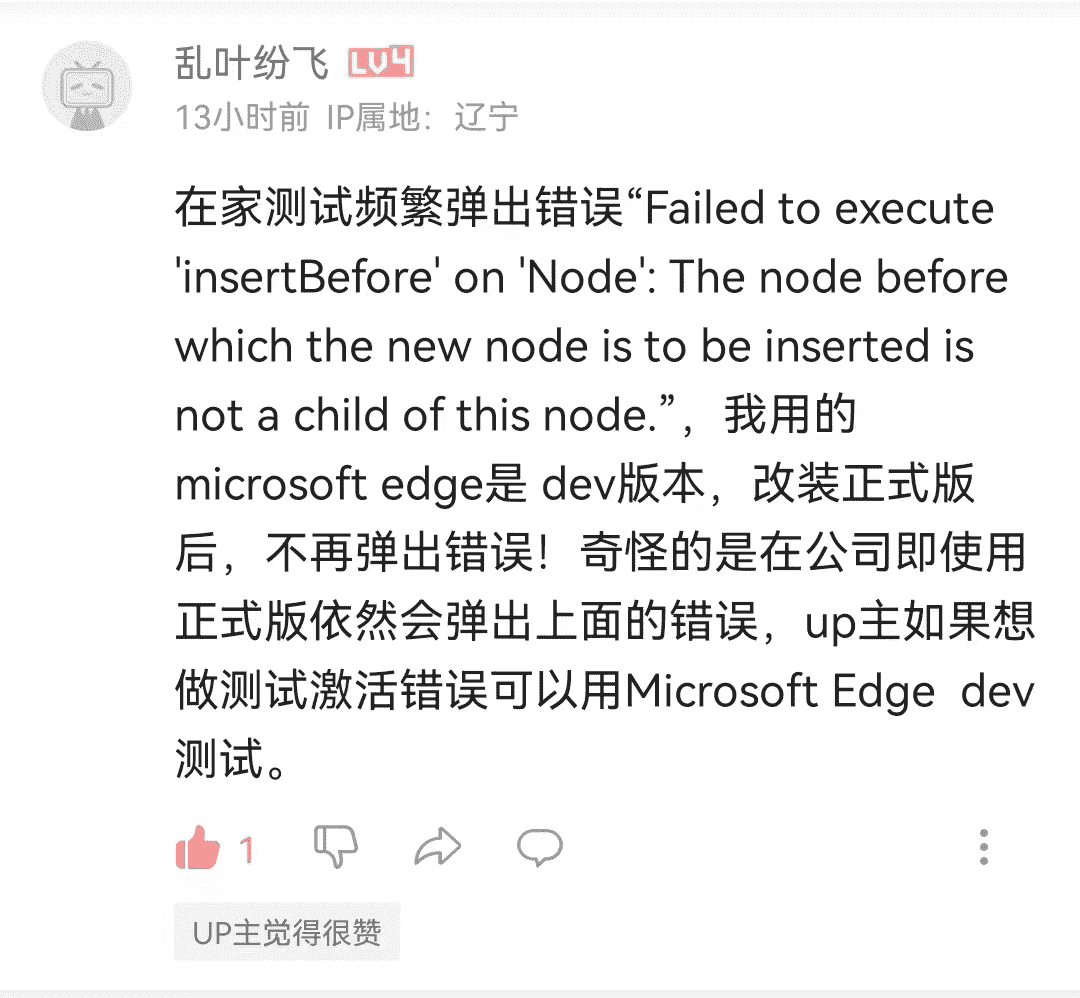 乱叶纷飞 LV4
13小时前 IP属地：辽宁
在家测试频繁弹出错误“Failed to execute
'insertBefore' on 'Node': The node before
which the new node is to be inserted is
not a child of this node.”，我用的
microsoft edge是 dev版本，改装正式版
后，不再弹出错误！奇怪的是在公司即使用
正式版依然会弹出上面的错误，up主如果想
做测试激活错误可以用Microsoft Edge  dev
测试。
1
UP主觉得很赞